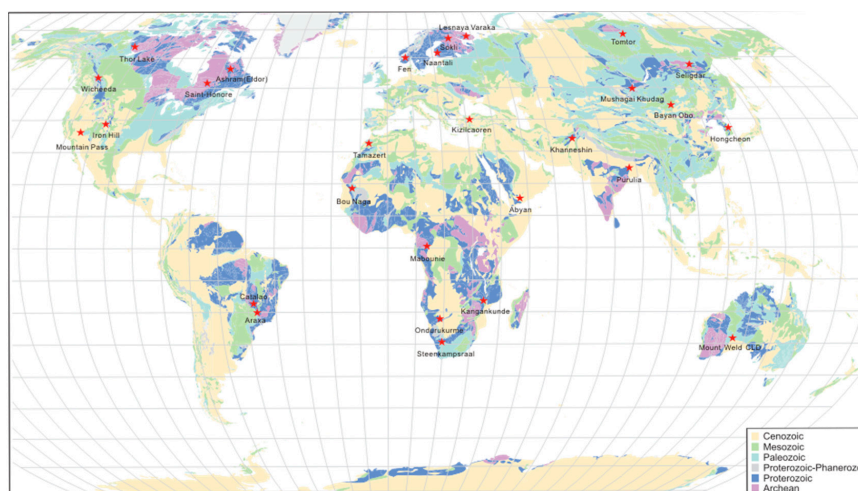 Lesnaya Varaka
Tomtor
Thor Lake
Sokli
Naantali
Fen
Ashram(Eldor)
Seligdar
Wicheeda
Saint-Honore
Mushagai Khudag
Bayan Obo
Iron Hill
Kizilcaoren
Hongcheon
Mountain Pass
Tamazert
Khanneshin
Purulia
Bou Naga
Abyan
Mabounie
Catalao
Kangankunde
Araxa
Ondurukurme
Mount, Weld CLD
Steenkampsraal
Cenozoic
Mesozoic
Paleozoic
Proterozoic-Phanerozo
Proterozoic
Archean